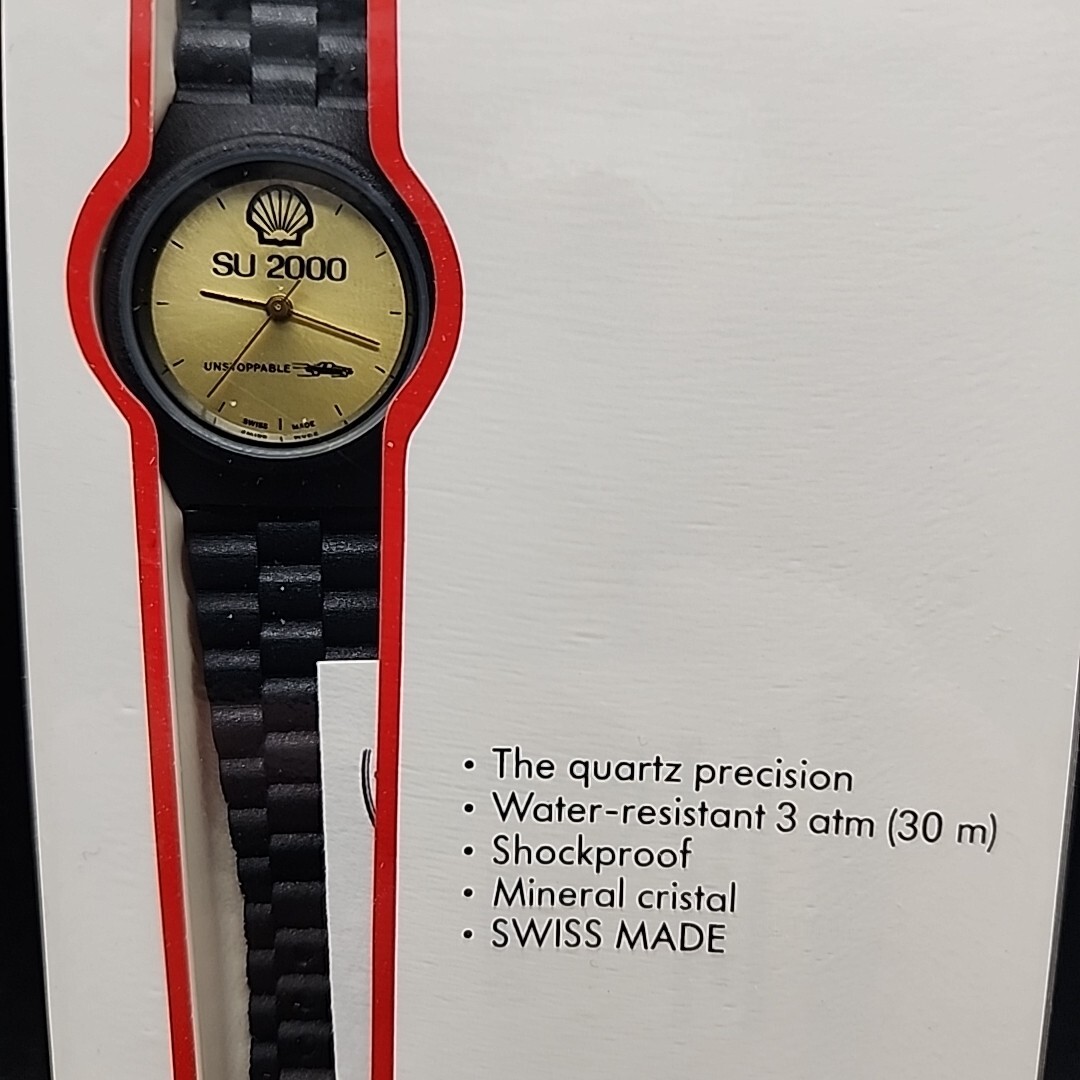 SU 2000
UNSTOPPABLE
SWISS MADE
• The quartz precision
• Water-resistant 3 atm (30 m)
• Shockproof
• Mineral cristal
• SWISS MADE